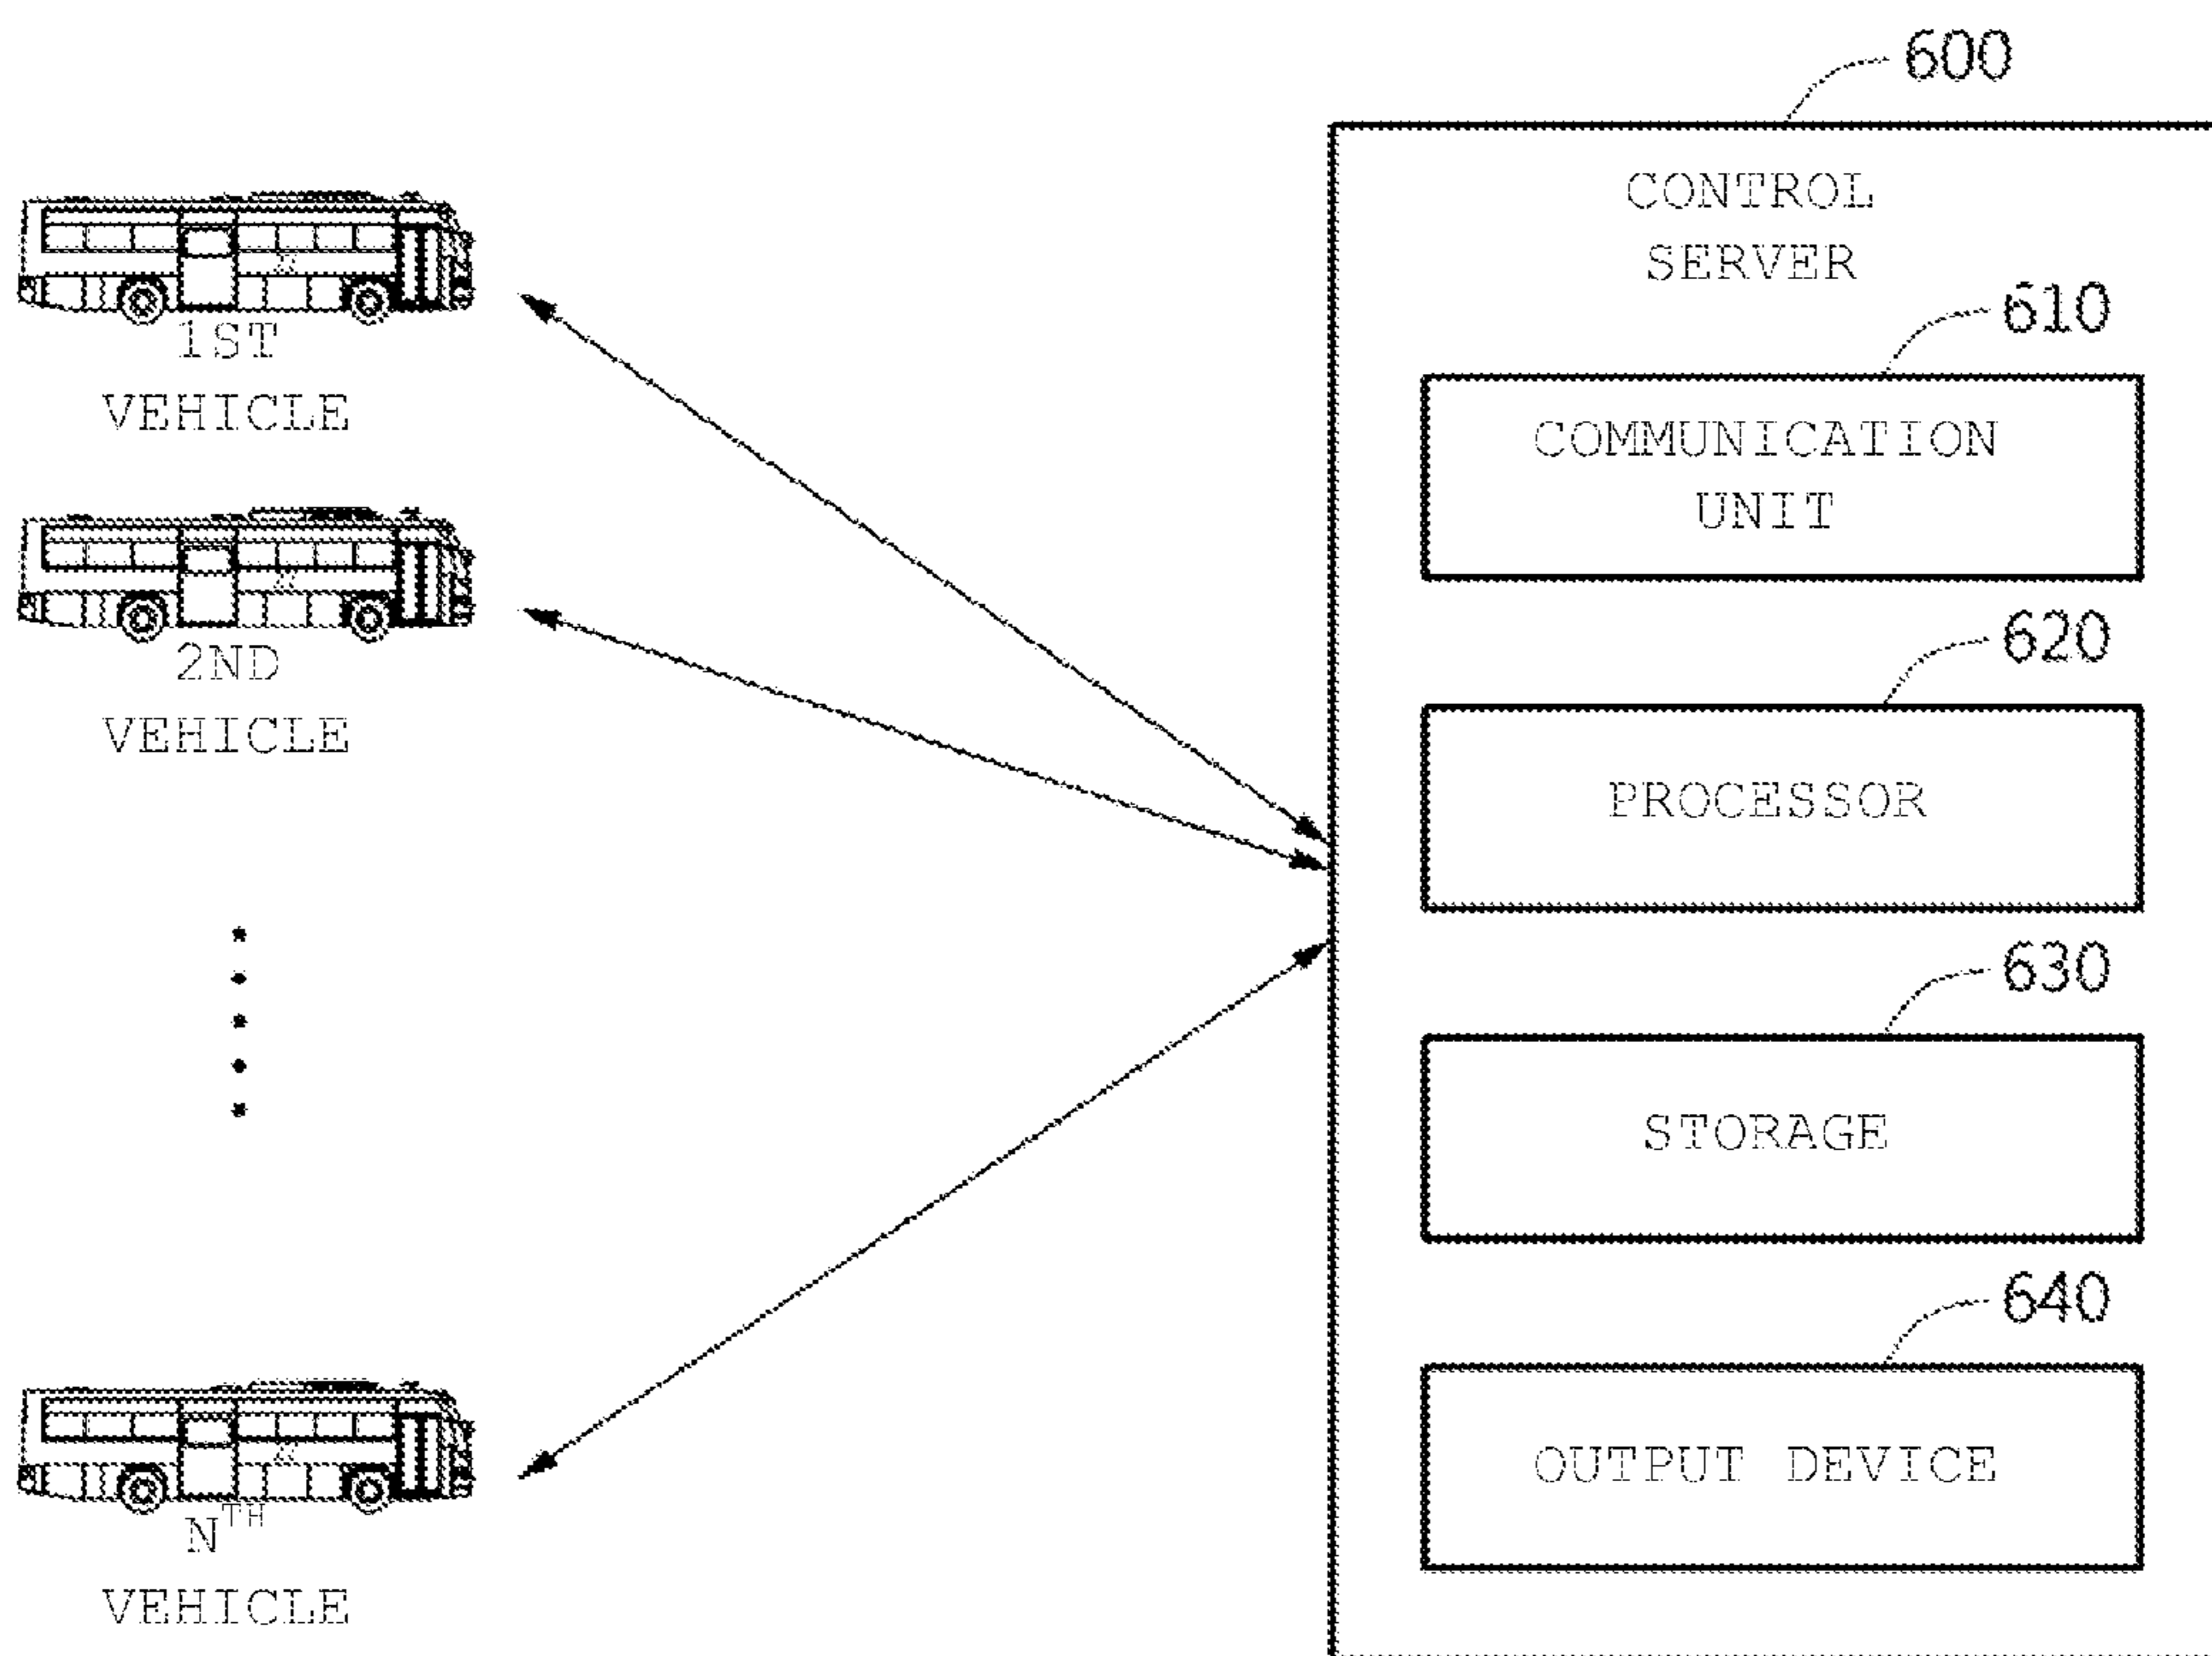 600
CONTROL
SERVER
610
COMMUNICATION
UNIT
620
PROCESSOR
630
STORAGE
640
OUTPUT DEVICE
1ST
VEHICLE
2ND
VEHICLE
NTH
VEHICLE